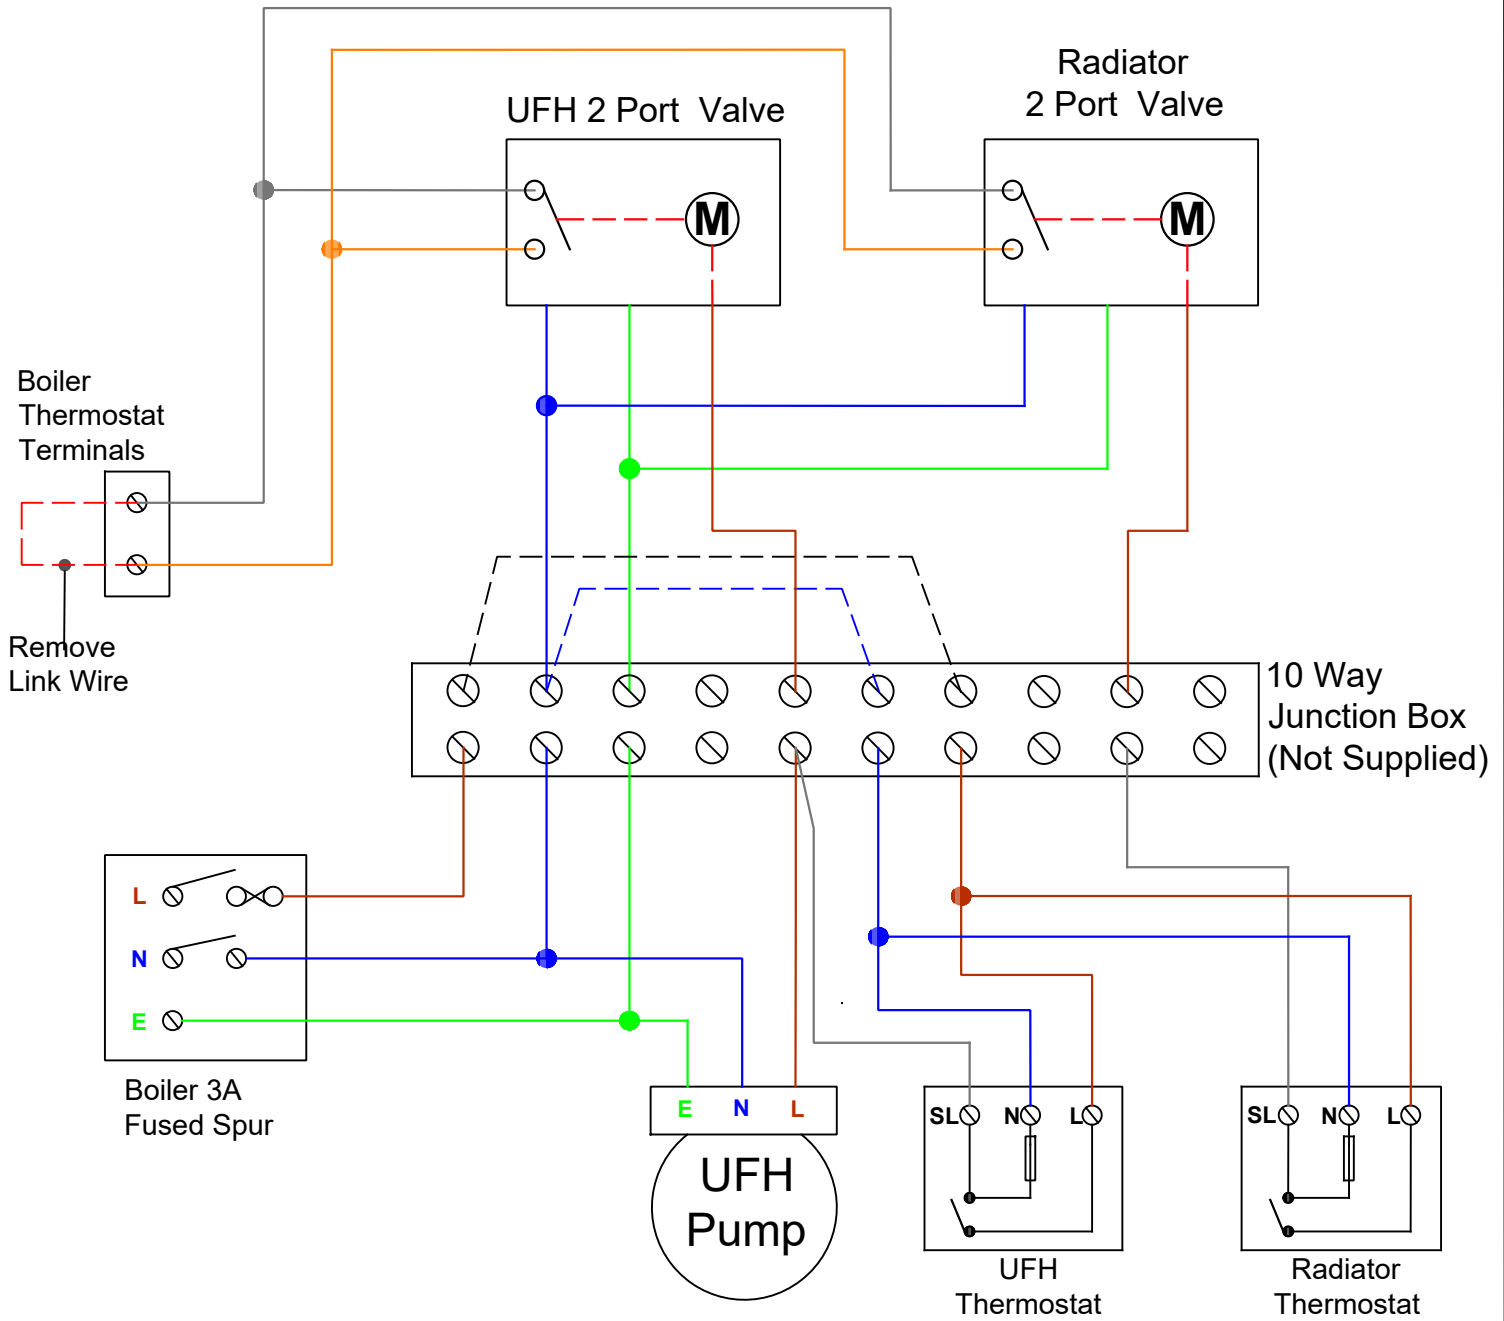 Radiator
2 Port Valve
UFH 2 Port Valve
M
M
Boiler
Thermostat
Terminals
Remove
Link Wire
10 Way
Junction Box
(Not Supplied)
L
N
E
Boiler 3A
Fused Spur
E N L
UFH
Pump
SL N L
UFH
Thermostat
SL N L
Radiator
Thermostat